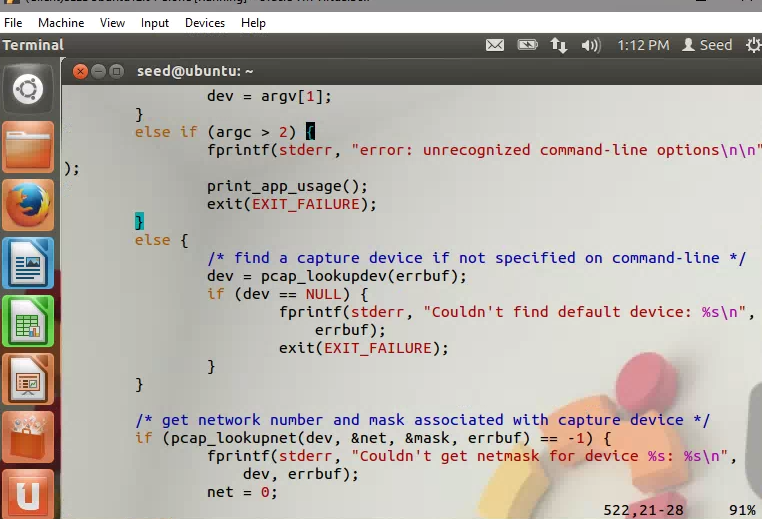 File Machine View Input Devices Help
Terminal 1:12 PM Seed
seed@ubuntu: ~
dev = argv[1];
}
else if (argc > 2) {
fprintf(stderr, "error: unrecognized command-line options\n\n"
);
print_app_usage();
exit(EXIT_FAILURE);
}
else {
/* find a capture device if not specified on command-line */
dev = pcap_lookupdev(errbuf);
if (dev == NULL) {
fprintf(stderr, "Couldn't find default device: %s\n",
errbuf);
exit(EXIT_FAILURE);
}
}
/* get network number and mask associated with capture device */
if (pcap_lookupnet(dev, &net, &mask, errbuf) == -1) {
fprintf(stderr, "Couldn't get netmask for device %s: %s\n",
dev, errbuf);
net = 0;
522,21-28 91%